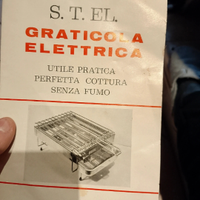 S. T. EL.
GRATICOLA
ELETTRICA
UTILE PRATICA
PERFETTA COTTURA
SENZA FUMO